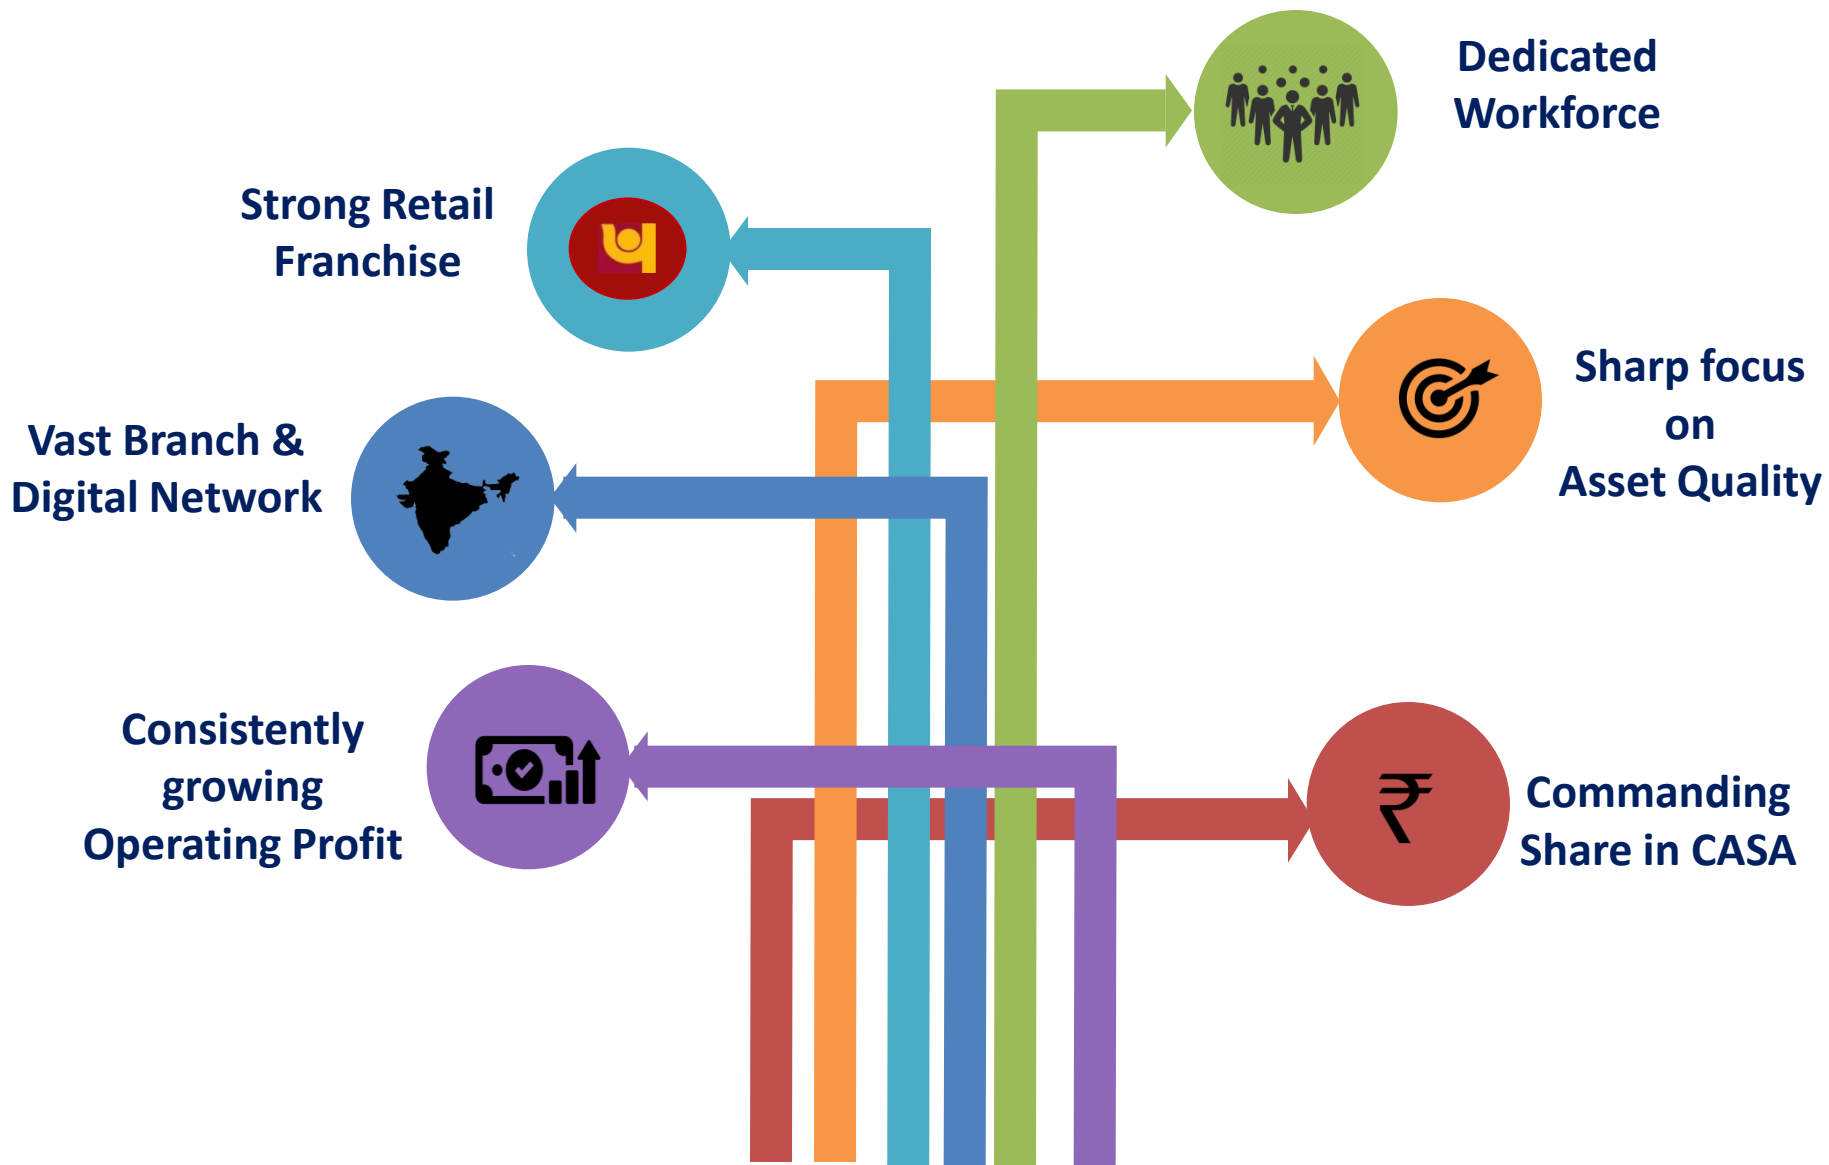 Dedicated
Workforce
Strong Retail
Franchise
Sharp focus
on
Asset Quality
Vast Branch &
Digital Network
Consistently
growing
Operating Profit
₹
Commanding
Share in CASA